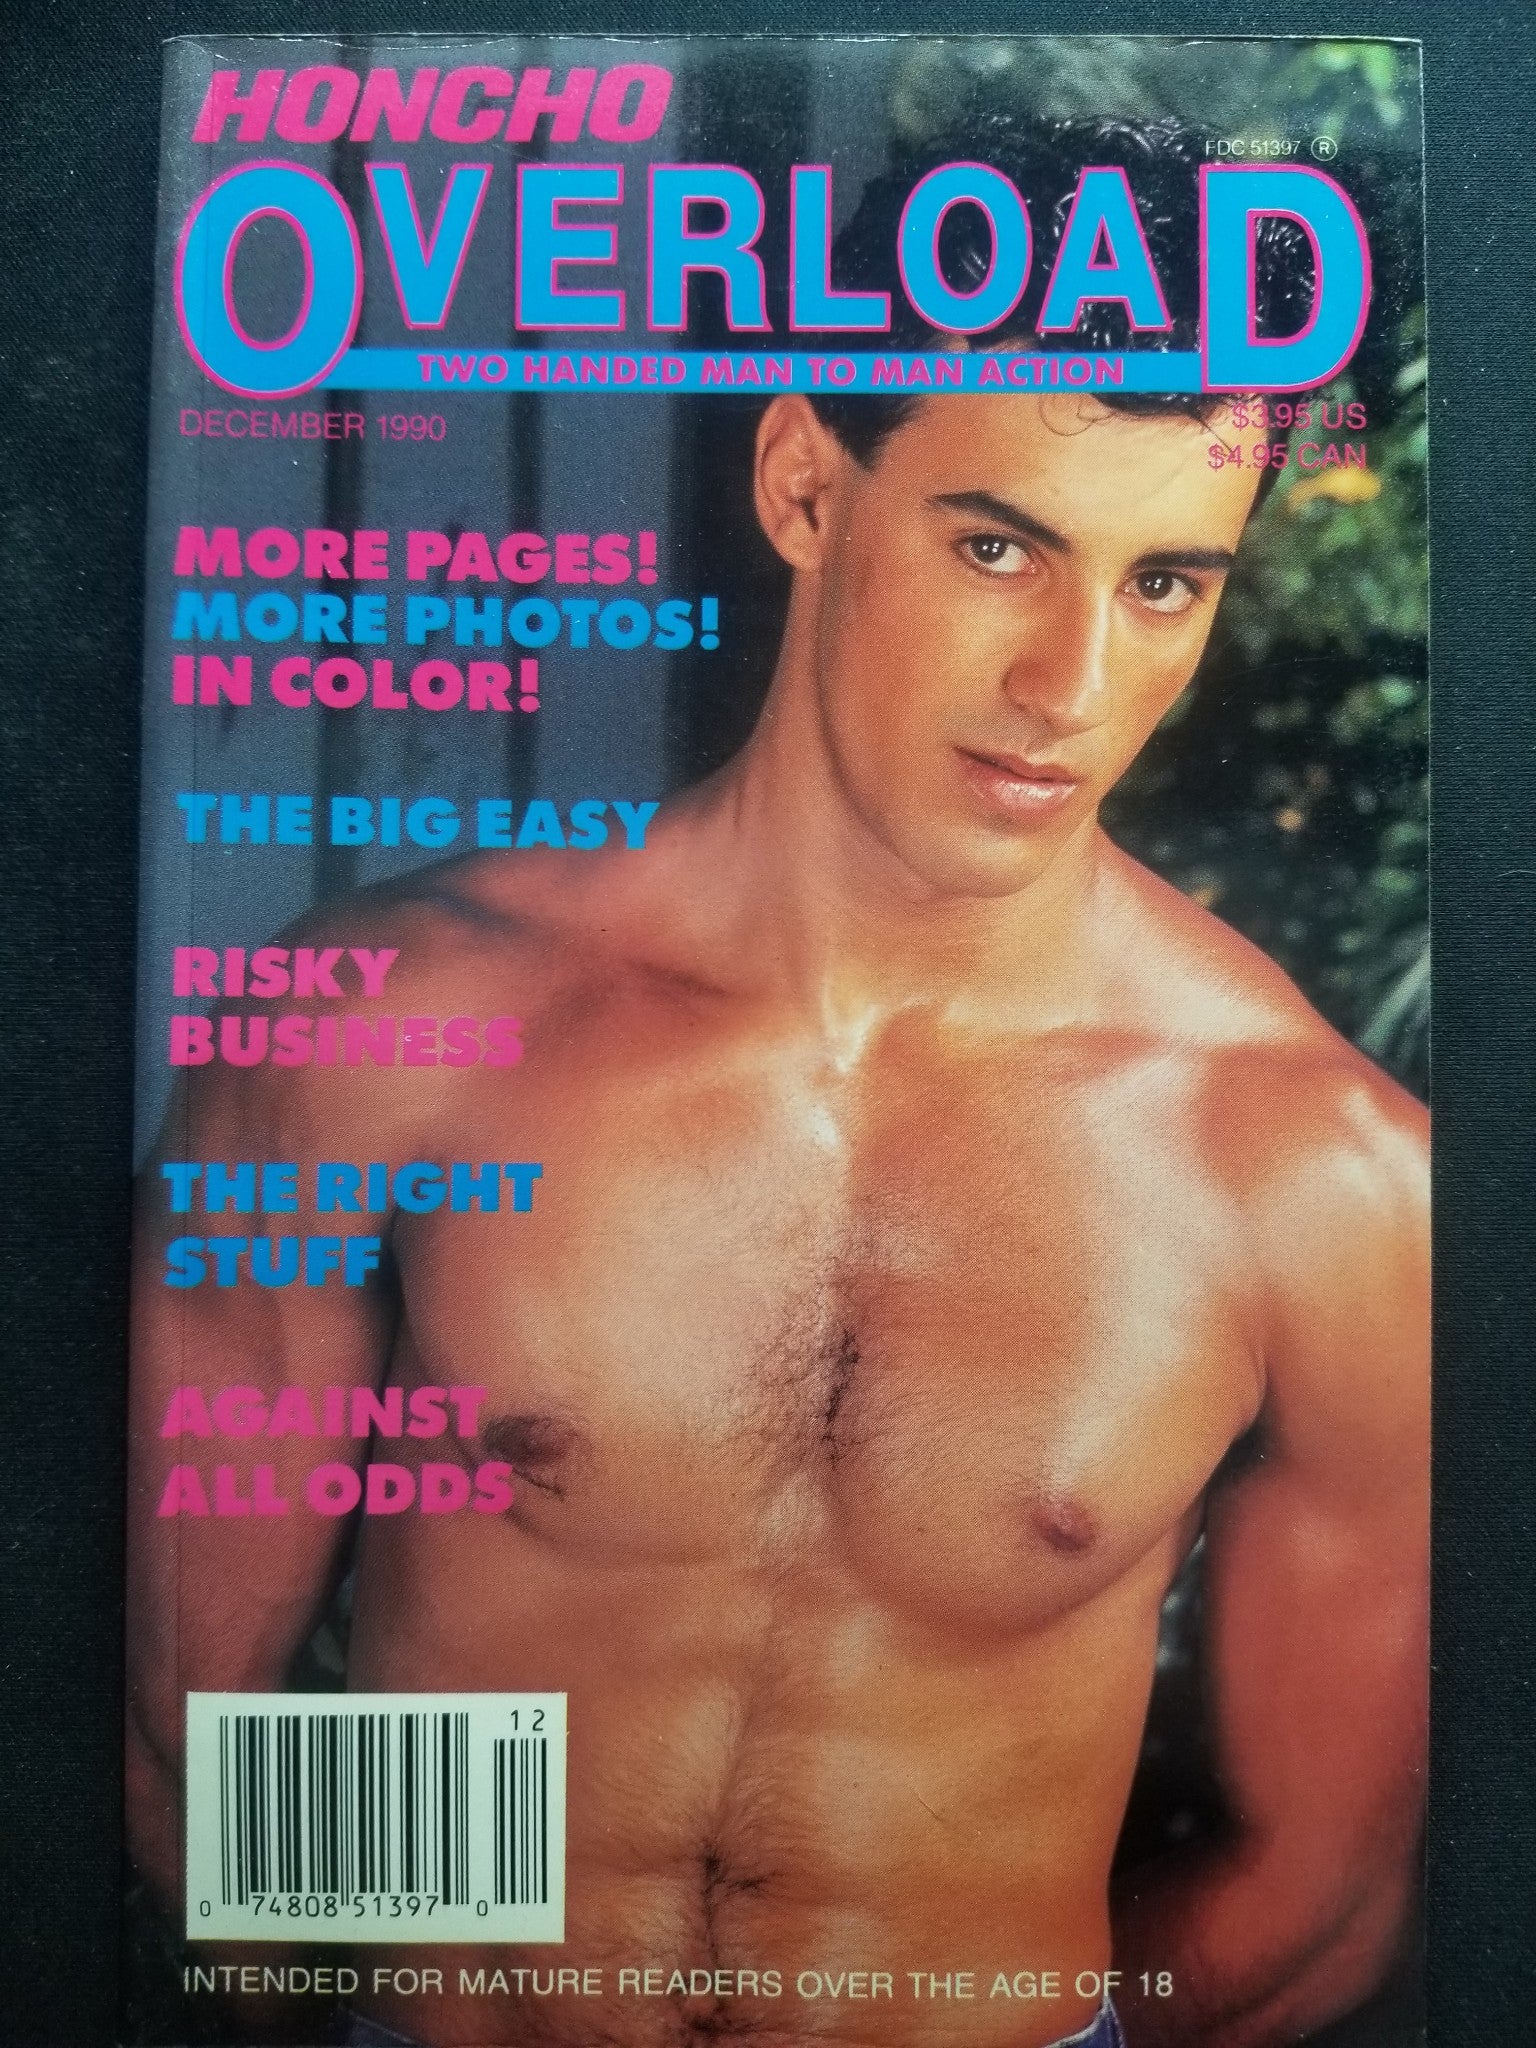 HONCHO
FDC 51397 ®
OVERLOAD
TWO HANDED MAN TO MAN ACTION
DECEMBER 1990
$3.95 US
$4.95 CAN
MORE PAGES!
MORE PHOTOS!
IN COLOR!
THE BIG EASY
RISKY
BUSINESS
THE RIGHT
STUFF
AGAINST
ALL ODDS
12
0 74808 51397 0
INTENDED FOR MATURE READERS OVER THE AGE OF 18